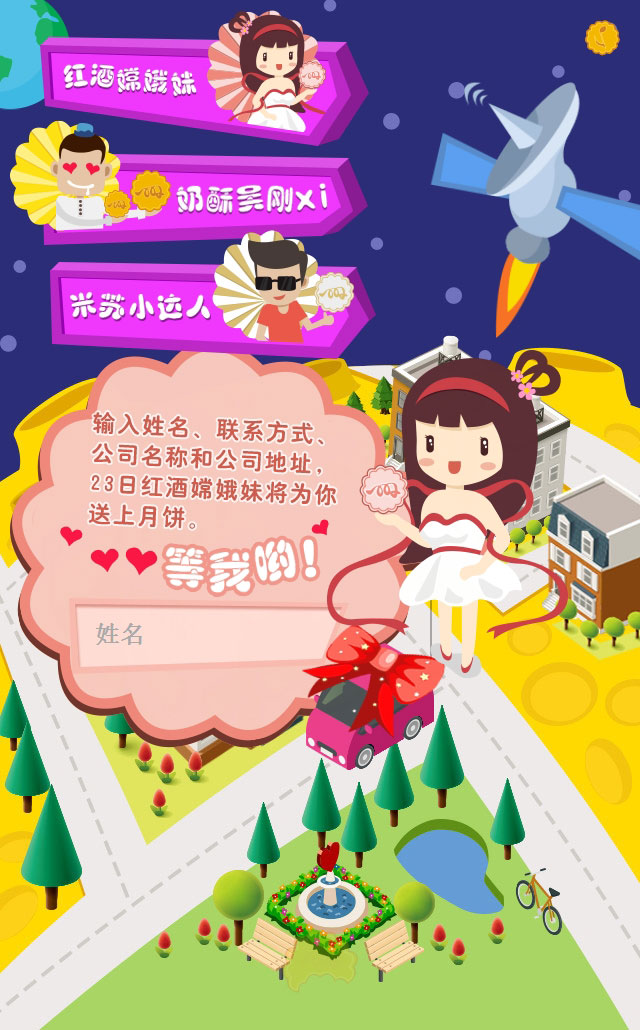 红酒嫦娥妹
奶酥吴刚xi
米苏小达人
输入姓名、联系方式、
公司名称和公司地址，
23日红酒嫦娥妹将为你
送上月饼。
等我哟！
姓名